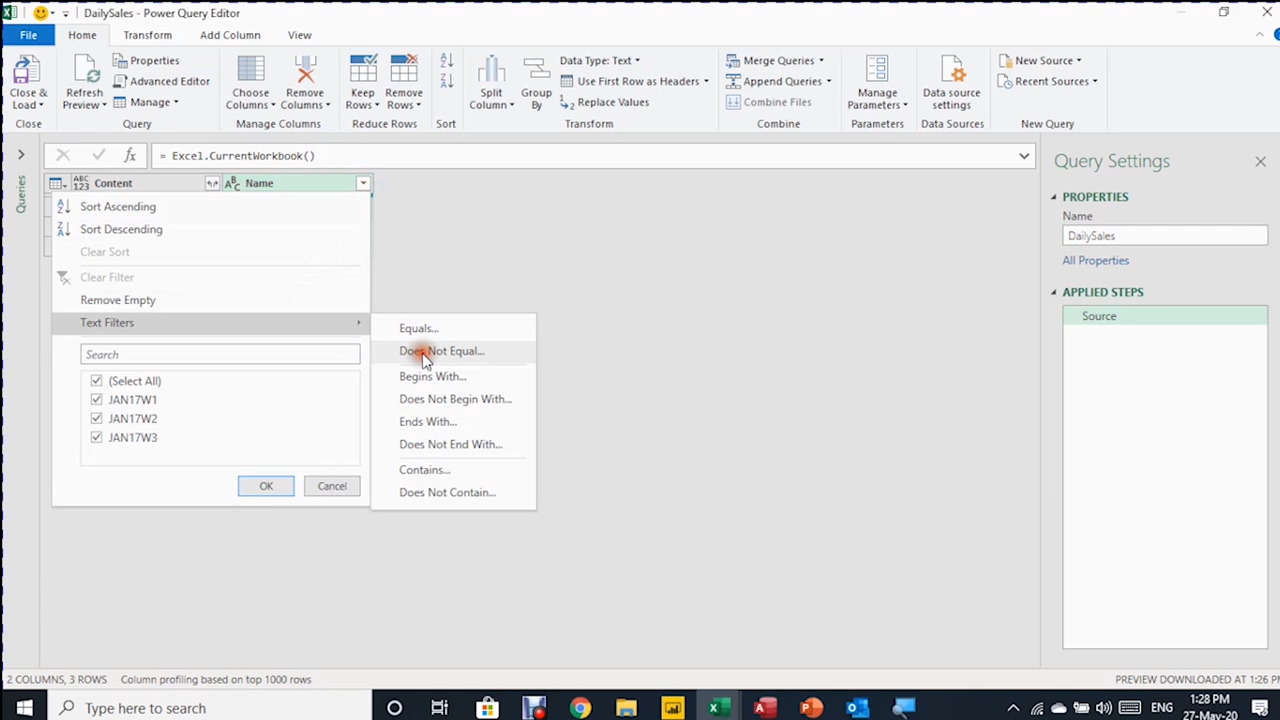 DailySales - Power Query Editor
File Home Transform Add Column View
Close & Load
Refresh Preview
Properties
Advanced Editor
Manage
Choose Columns
Remove Columns
Keep Rows
Remove Rows
Split Column
Group By
Data Type: Text
Use First Row as Headers
Replace Values
Merge Queries
Append Queries
Combine Files
Manage Parameters
Data source settings
New Source
Recent Sources
Close Query Manage Columns Reduce Rows Sort Transform Combine Parameters Data Sources New Query
fx = Excel.CurrentWorkbook()
Queries
ABC 123 Content ABC Name
Sort Ascending
Sort Descending
Clear Sort
Clear Filter
Remove Empty
Text Filters
Search
(Select All)
JAN17W1
JAN17W2
JAN17W3
OK Cancel
Equals...
Does Not Equal...
Begins With...
Does Not Begin With...
Ends With...
Does Not End With...
Contains...
Does Not Contain...
Query Settings
PROPERTIES
Name
DailySales
All Properties
APPLIED STEPS
Source
2 COLUMNS, 3 ROWS Column profiling based on top 1000 rows PREVIEW DOWNLOADED AT 1:26 P
Type here to search
ENG
1:28 PM
27-May-20